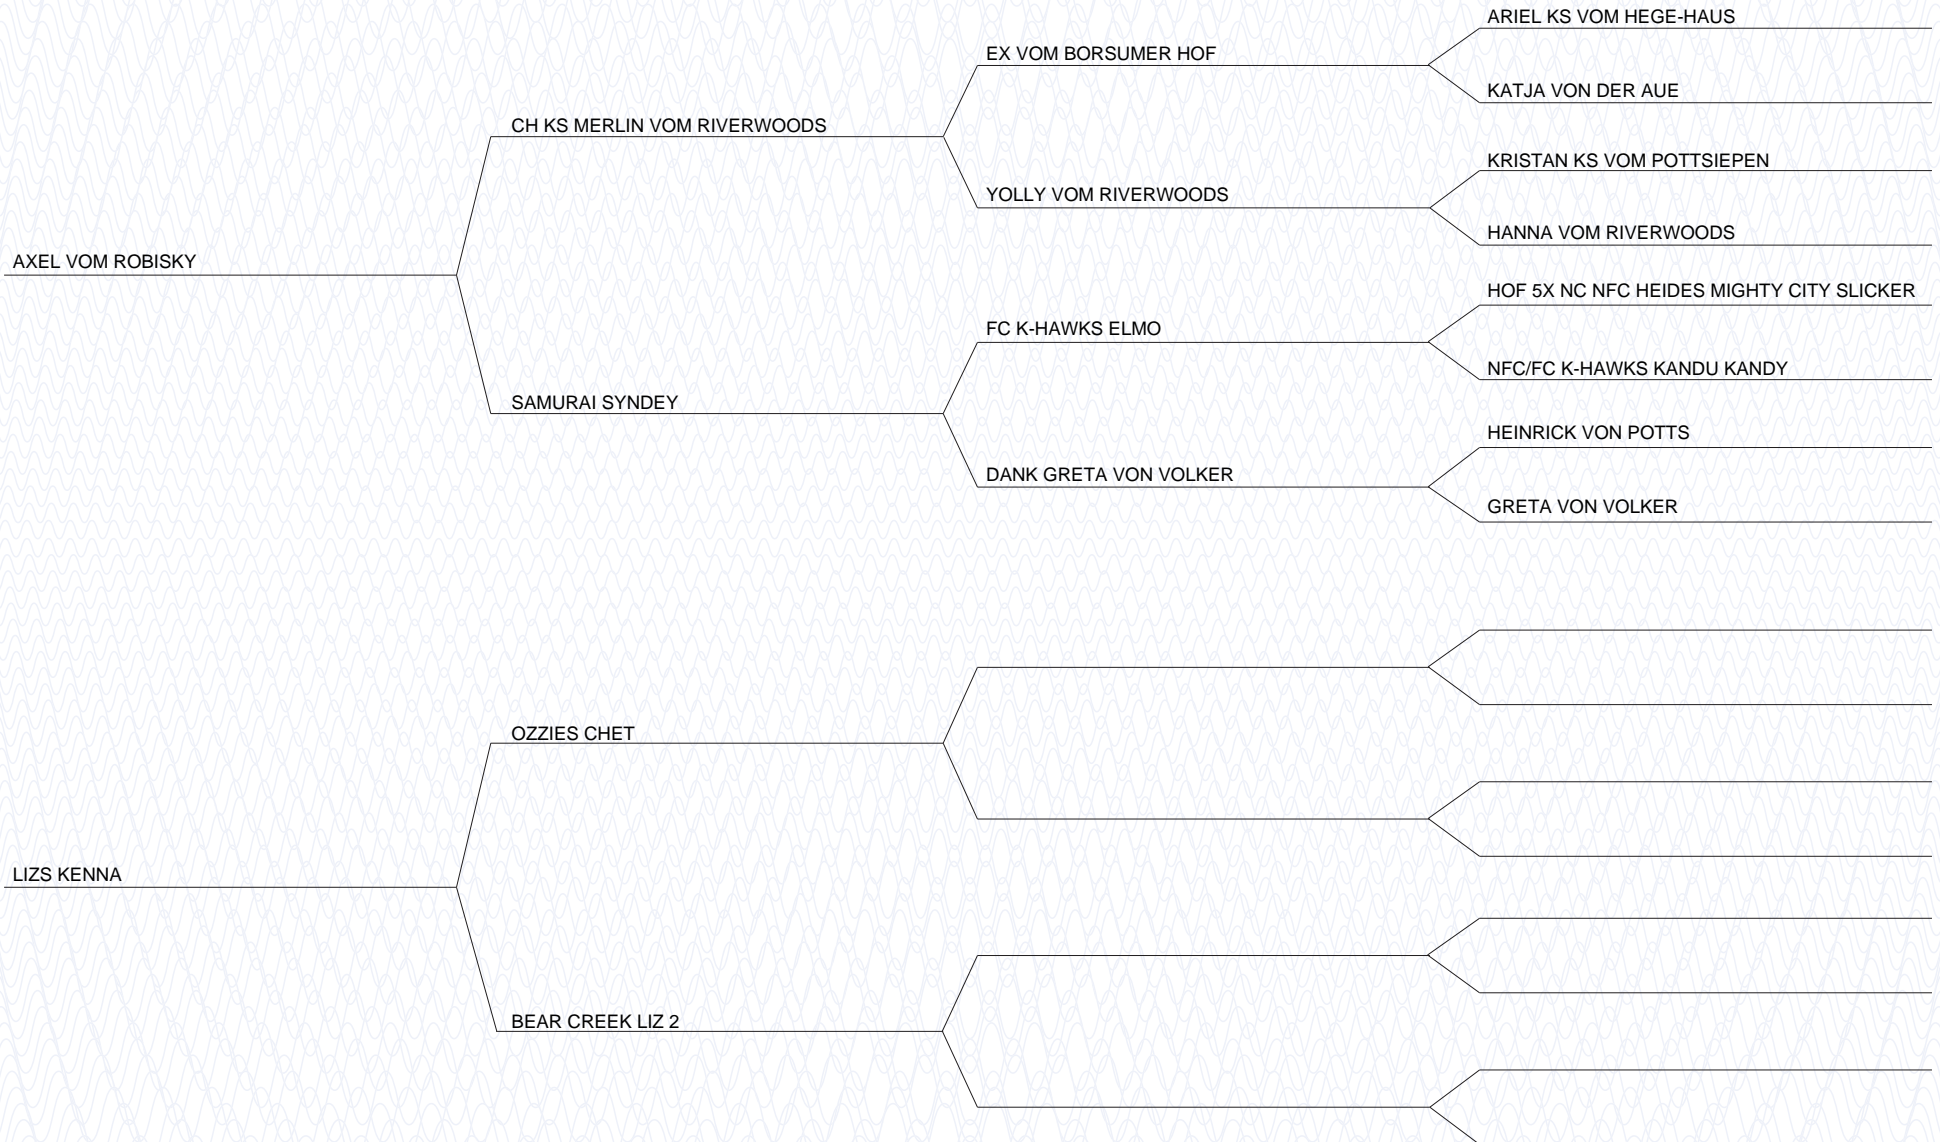 ARIEL KS VOM HEGE-HAUS
EX VOM BORSUMER HOF
KATJA VON DER AUE
CH KS MERLIN VOM RIVERWOODS
KRISTAN KS VOM POTTSIEPEN
YOLLY VOM RIVERWOODS
HANNA VOM RIVERWOODS
AXEL VOM ROBISKY
HOF 5X NC NFC HEIDES MIGHTY CITY SLICKER
FC K-HAWKS ELMO
NFC/FC K-HAWKS KANDU KANDY
SAMURAI SYNDEY
HEINRICK VON POTTS
DANK GRETA VON VOLKER
GRETA VON VOLKER
OZZIES CHET
LIZS KENNA
BEAR CREEK LIZ 2